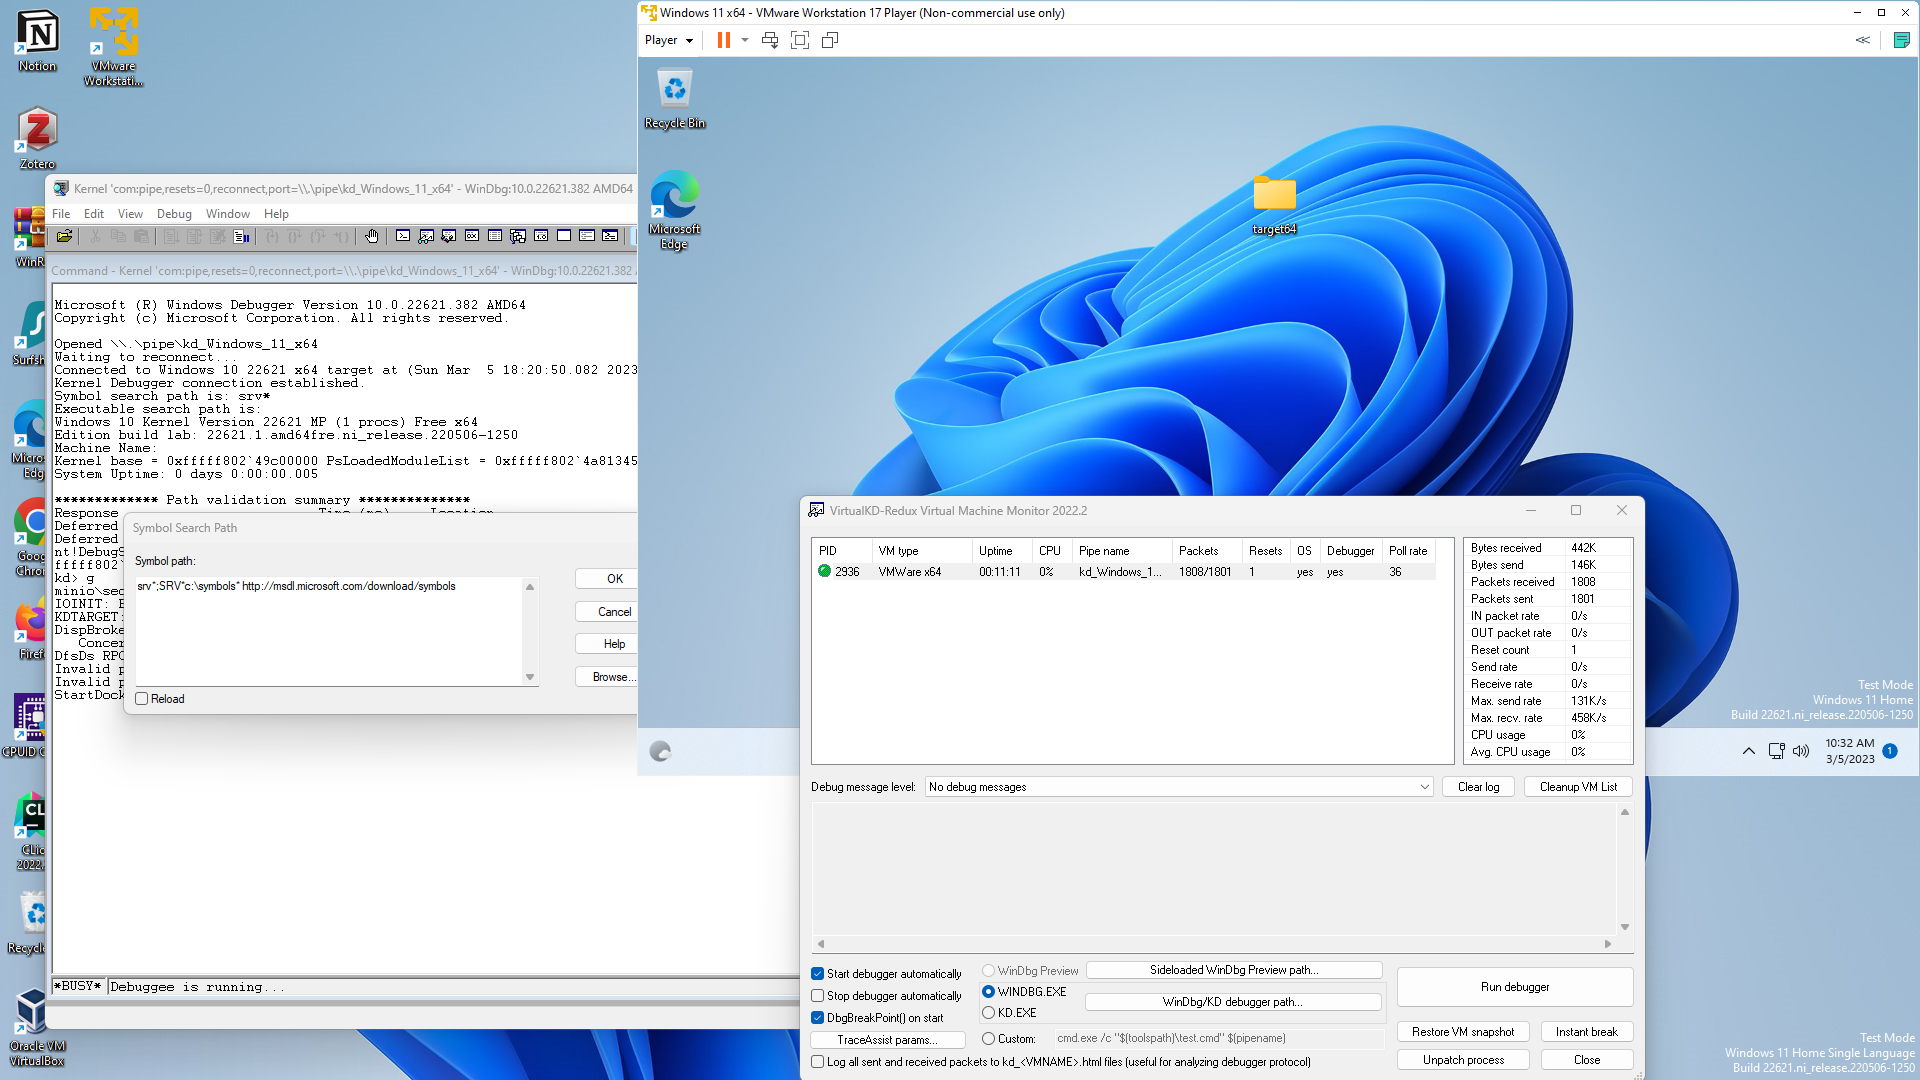 Notion
VMware
Workstati...
Zotero
WinR
Surfsh
Micros
Edg
Goog
Chron
Firef
CPUID C
CLio
2022.
Recycle
Oracle VM
VirtualBox
Kernel 'com:pipe,resets=0,reconnect,port=\\.\pipe\kd_Windows_11_x64' - WinDbg:10.0.22621.382 AMD64
File Edit View Debug Window Help
Command - Kernel 'com:pipe,resets=0,reconnect,port=\\.\pipe\kd_Windows_11_x64' - WinDbg:10.0.22621.382
Microsoft (R) Windows Debugger Version 10.0.22621.382 AMD64
Copyright (c) Microsoft Corporation. All rights reserved.
Opened \\.\pipe\kd_Windows_11_x64
Waiting to reconnect...
Connected to Windows 10 22621 x64 target at (Sun Mar  5 18:20:50.082 2023
Kernel Debugger connection established.
Symbol search path is: srv*
Executable search path is:
Windows 10 Kernel Version 22621 MP (1 procs) Free x64
Edition build lab: 22621.1.amd64fre.ni_release.220506-1250
Machine Name:
Kernel base = 0xfffff802`49c00000 PsLoadedModuleList = 0xfffff802`4a81345
System Uptime: 0 days 0:00:00.005
************* Path validation summary **************
Response Time (ms) Location
Deferred
Deferred
nt!DebugS
fffff802`
kd> g
minio\sec
IOINIT: B
KDTARGET:
DispBroke
Concer
DfsDs RPC
Invalid p
Invalid p
StartDock
*BUSY* Debuggee is running...
Symbol Search Path
Symbol path:
srv*;SRV*c:\symbols* http://msdl.microsoft.com/download/symbols
OK
Cancel
Help
Browse...
Reload
Windows 11 x64 - VMware Workstation 17 Player (Non-commercial use only)
Player
Recycle Bin
Microsoft
Edge
target64
Test Mode
Windows 11 Home
Build 22621.ni_release.220506-1250
10:32 AM
3/5/2023
1
VirtualKD-Redux Virtual Machine Monitor 2022.2
PID VM type Uptime CPU Pipe name Packets Resets OS Debugger Poll rate
2936 VMWare x64 00:11:11 0% kd_Windows_1... 1808/1801 1 yes yes 36
Bytes received 442K
Bytes send 146K
Packets received 1808
Packets sent 1801
IN packet rate 0/s
OUT packet rate 0/s
Reset count 1
Send rate 0/s
Receive rate 0/s
Max. send rate 131K/s
Max. recv. rate 458K/s
CPU usage 0%
Avg. CPU usage 0%
Debug message level: No debug messages Clear log Cleanup VM List
Start debugger automatically
Stop debugger automatically
DbgBreakPoint() on start
TraceAssist params...
WinDbg Preview Sideloaded WinDbg Preview path...
WINDBG.EXE
WinDbg/KD debugger path...
KD.EXE
Custom: cmd.exe /c "$(toolspath)\test.cmd" $(pipename)
Run debugger
Restore VM snapshot Instant break
Unpatch process Close
Log all sent and received packets to kd_<VMNAME>.html files (useful for analyzing debugger protocol)
Test Mode
Windows 11 Home Single Language
Build 22621.ni_release.220506-1250